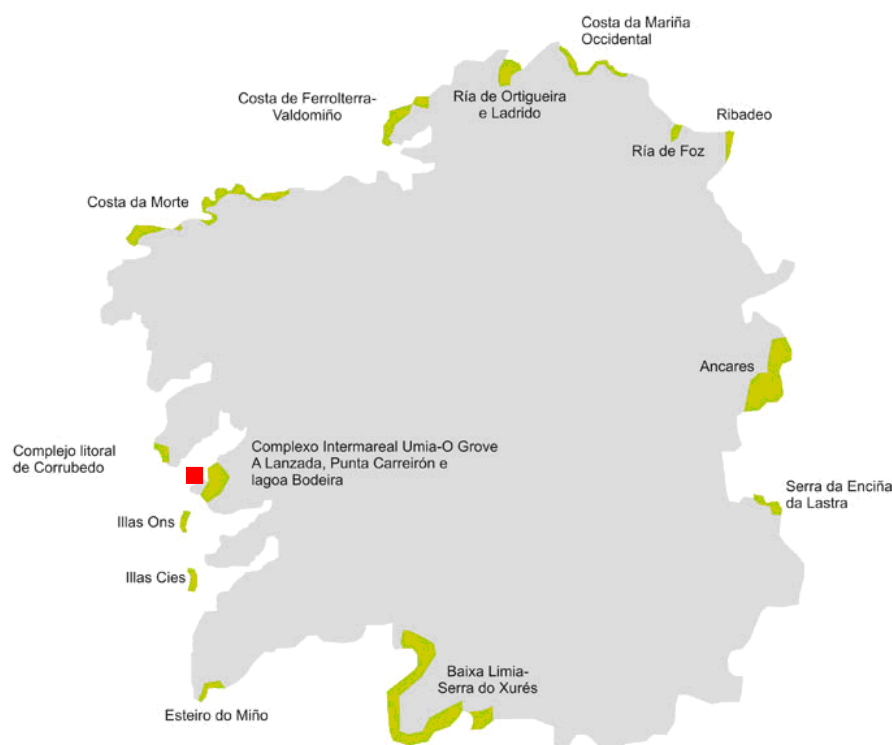 Costa da Mariña
Occidental
Costa de Ferrolterra-
Valdomiño
Ría de Ortigueira
e Ladrido
Ribadeo
Ría de Foz
Costa da Morte
Ancares
Complejo litoral
de Corrubedo
Complexo Intermareal Umia-O Grove
A Lanzada, Punta Carreirón e
lagoa Bodeira
Serra da Enciña
da Lastra
Illas Ons
Illas Cies
Baixa Limia-
Serra do Xurés
Esteiro do Miño